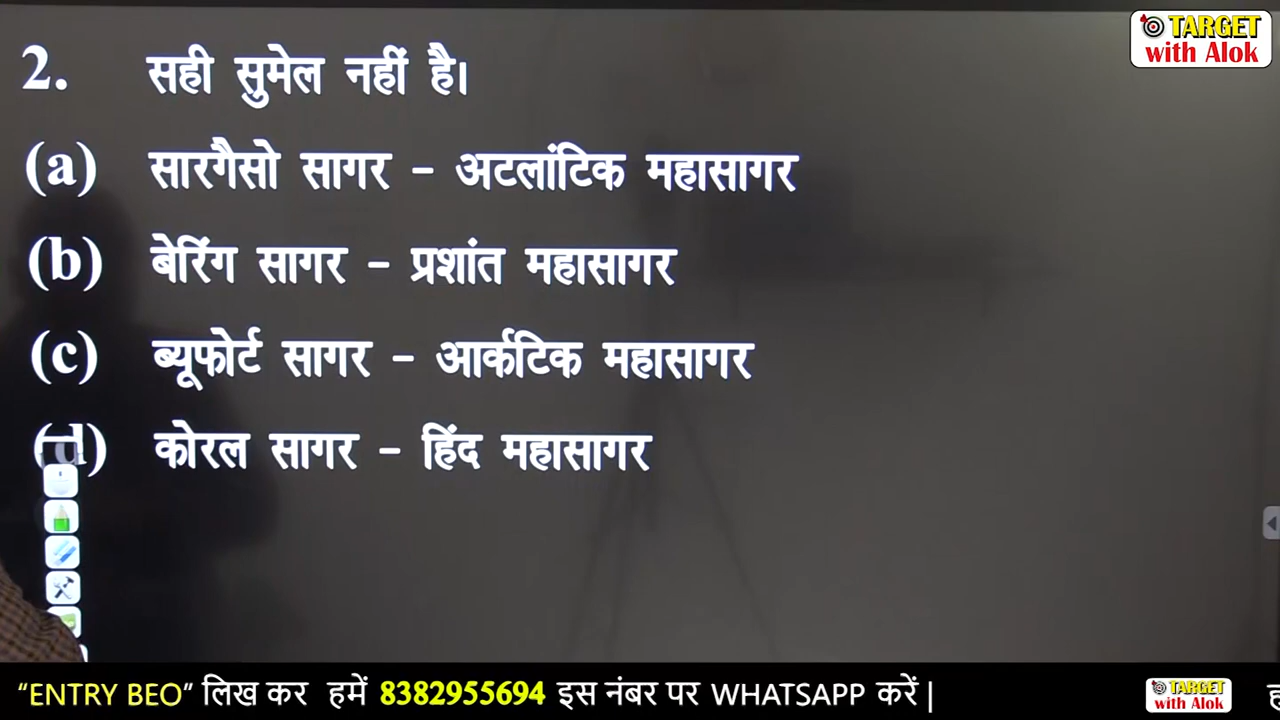 TARGET
with Alok
2. सही सुमेल नहीं है।
(a) सारगैसो सागर – अटलांटिक महासागर
(b) बेरिंग सागर – प्रशांत महासागर
(c) ब्यूफोर्ट सागर – आर्कटिक महासागर
(d) कोरल सागर – हिंद महासागर
“ENTRY BEO” लिख कर हमें 8382955694 इस नंबर पर WHATSAPP करें |
TARGET
with Alok